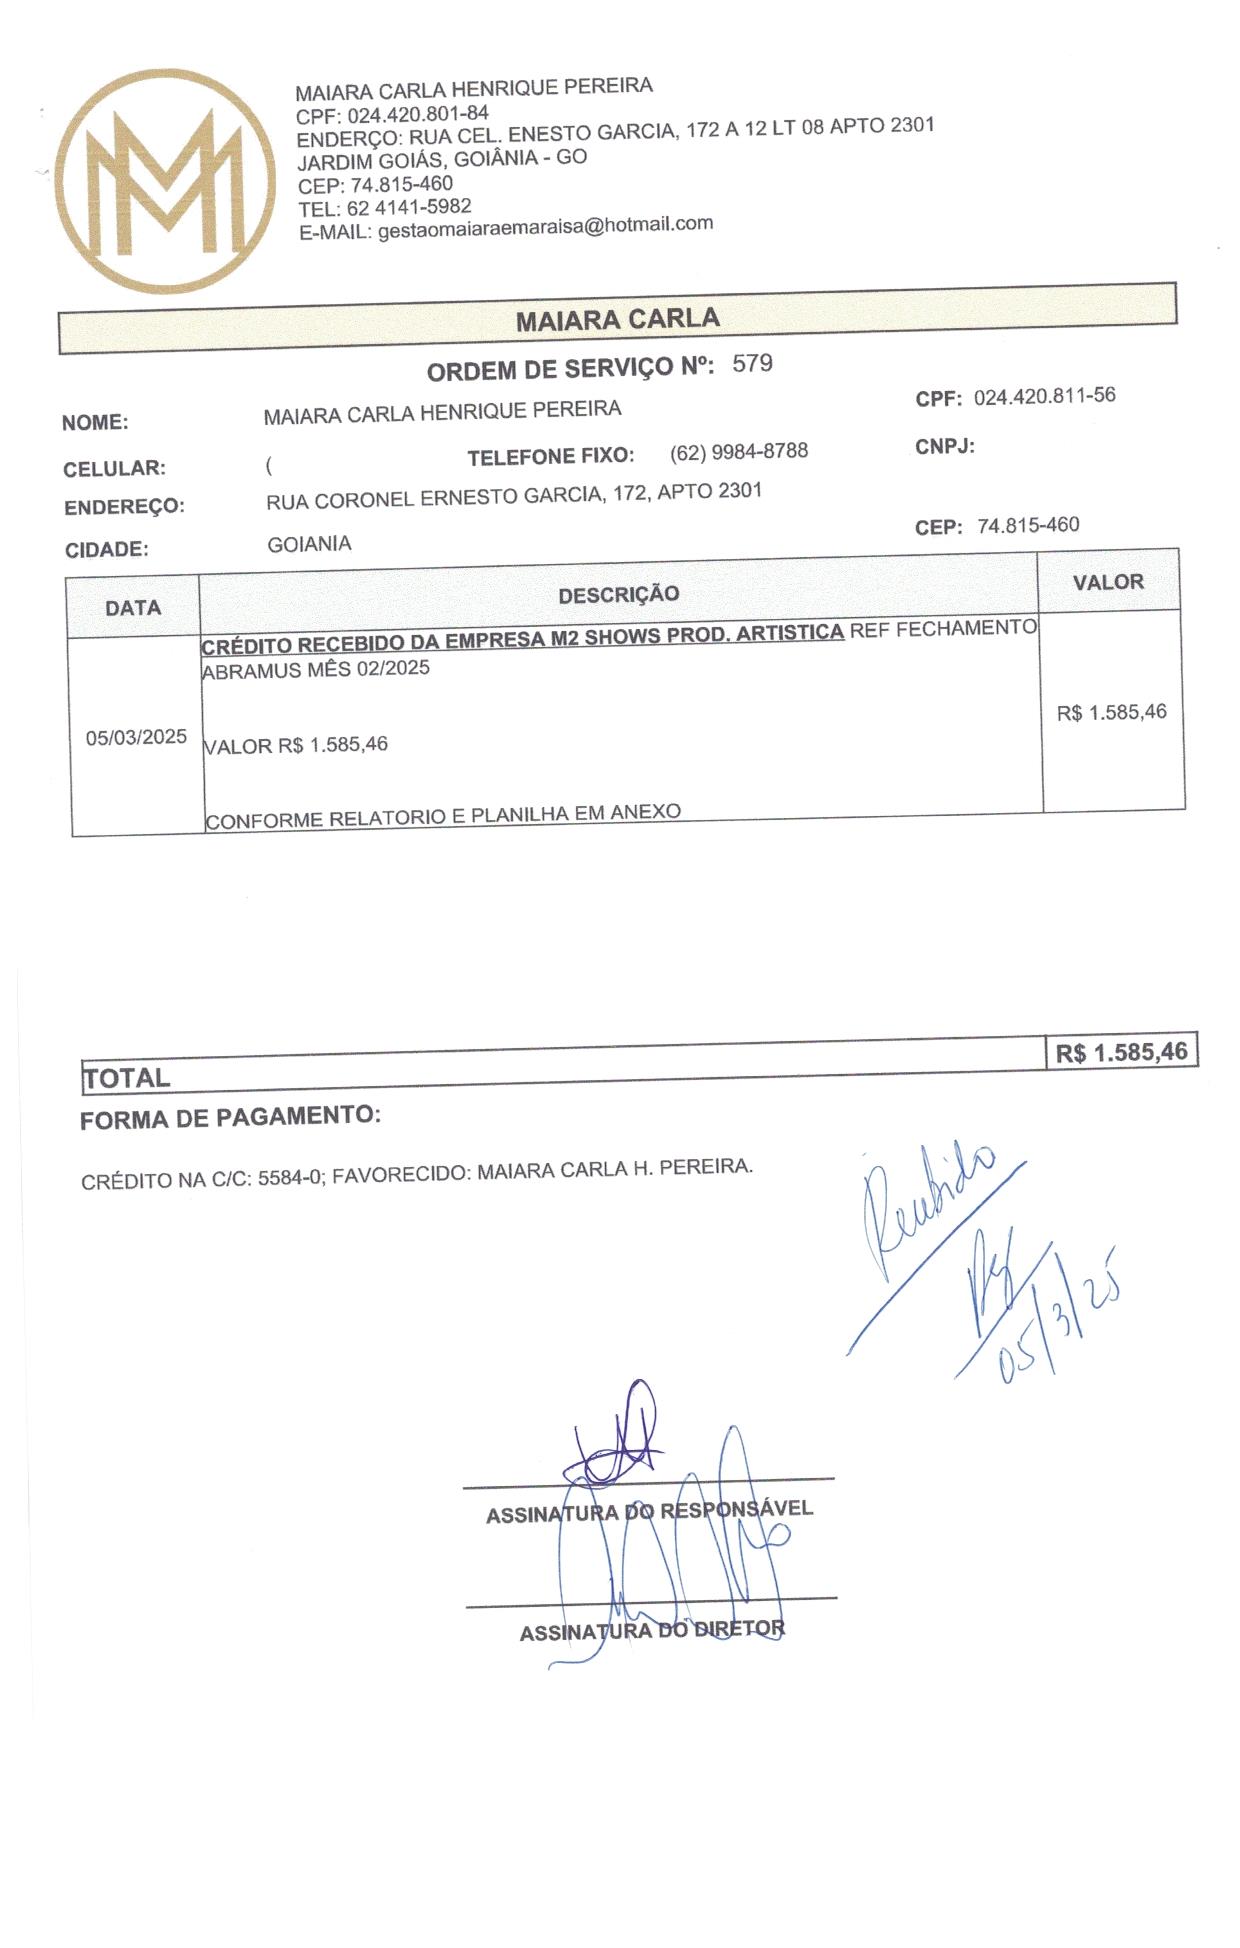 MAIARA CARLA HENRIQUE PEREIRA
CPF: 024.420.801-84
ENDERÇO: RUA CEL. ENESTO GARCIA, 172 A 12 LT 08 APTO 2301
JARDIM GOIÁS, GOIÂNIA - GO
CEP: 74.815-460
TEL: 62 4141-5982
E-MAIL: gestaomaiaraemaraisa@hotmail.com
MAIARA CARLA
ORDEM DE SERVIÇO Nº: 579
NOME: MAIARA CARLA HENRIQUE PEREIRA CPF: 024.420.811-56
CELULAR: ( TELEFONE FIXO: (62) 9984-8788 CNPJ:
ENDEREÇO: RUA CORONEL ERNESTO GARCIA, 172, APTO 2301
CIDADE: GOIANIA CEP: 74.815-460
DATA DESCRIÇÃO VALOR
CRÉDITO RECEBIDO DA EMPRESA M2 SHOWS PROD. ARTISTICA REF FECHAMENTO
ABRAMUS MÊS 02/2025
05/03/2025 VALOR R$ 1.585,46 R$ 1.585,46
CONFORME RELATORIO E PLANILHA EM ANEXO
TOTAL R$ 1.585,46
FORMA DE PAGAMENTO:
CRÉDITO NA C/C: 5584-0; FAVORECIDO: MAIARA CARLA H. PEREIRA.
Recebido
05/3/25
ASSINATURA DO RESPONSÁVEL
ASSINATURA DO DIRETOR